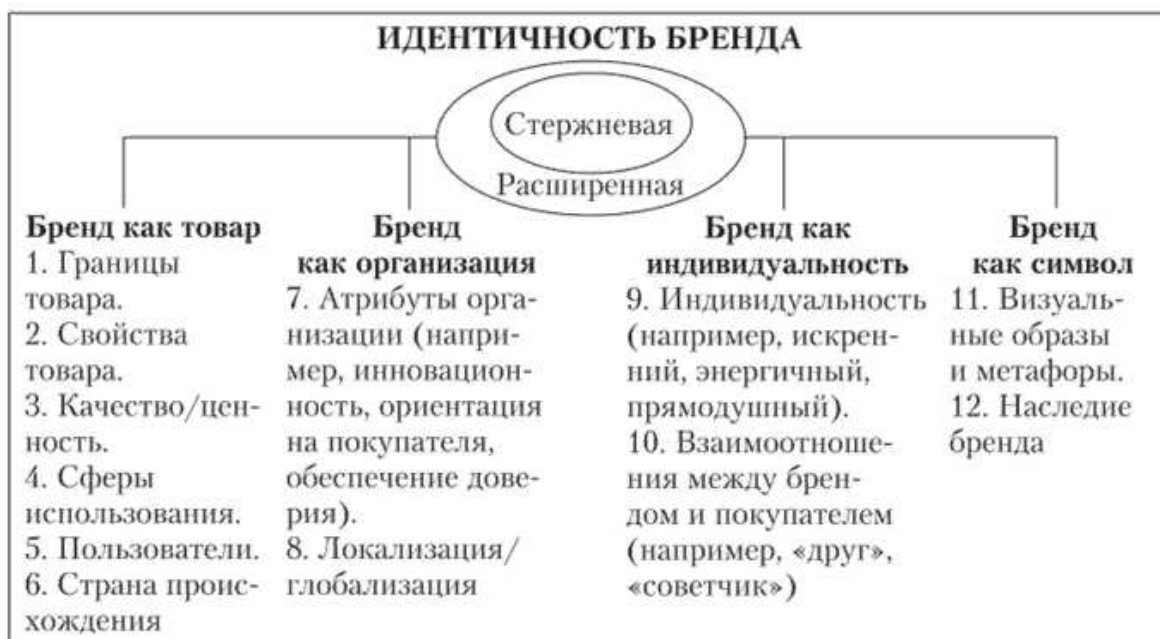 ИДЕНТИЧНОСТЬ БРЕНДА
Стержневая
Расширенная
Бренд как товар
1. Границы
товара.
2. Свойства
товара.
3. Качество/цен-
ность.
4. Сферы
использования.
5. Пользователи.
6. Страна проис-
хождения
Бренд
как организация
7. Атрибуты орга-
низации (напри-
мер, инновацион-
ность, ориентация
на покупателя,
обеспечение дове-
рия).
8. Локализация/
глобализация
Бренд как
индивидуальность
9. Индивидуальность
(например, искрен-
ний, энергичный,
прямодушный).
10. Взаимоотноше-
ния между брен-
дом и покупателем
(например, «друг»,
«советчик»)
Бренд
как символ
11. Визуаль-
ные образы
и метафоры.
12. Наследие
бренда